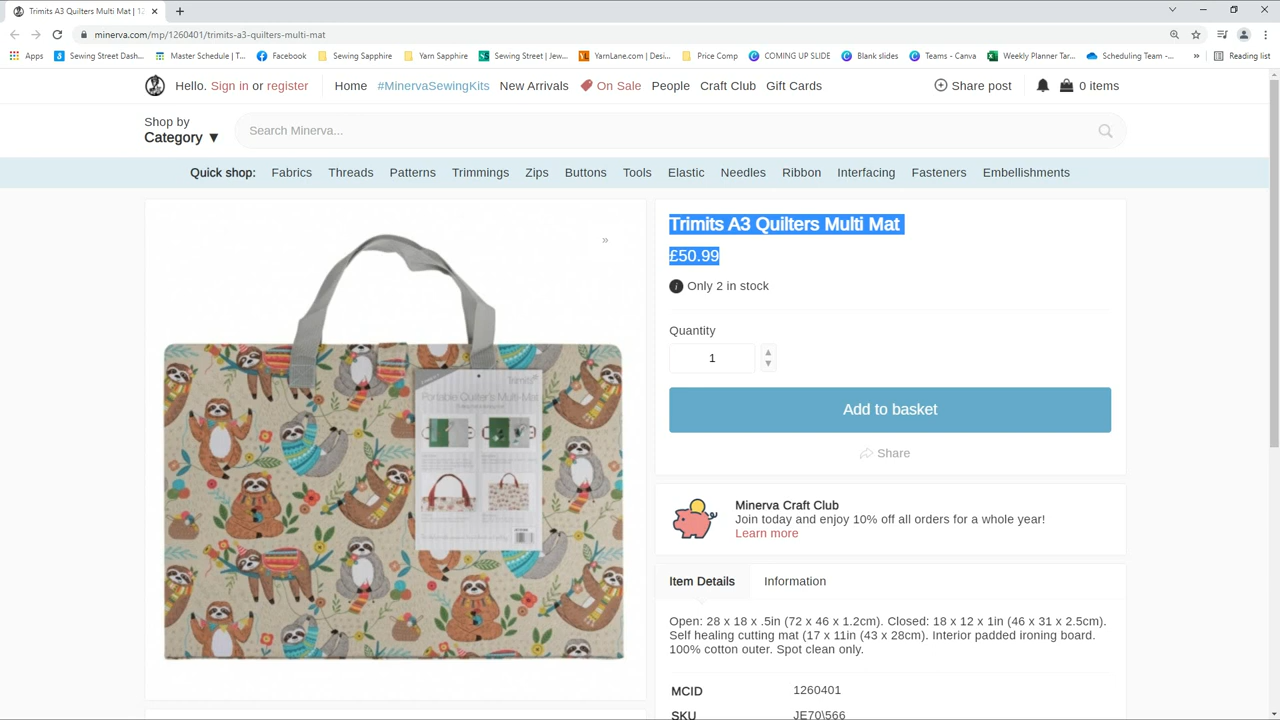 Trimits A3 Quilters Multi Mat | 12
minerva.com/mp/1260401/trimits-a3-quilters-multi-mat
Apps Sewing Street Dash... Master Schedule | T... Facebook Sewing Sapphire Yarn Sapphire Sewing Street | Jew... YarnLane.com | Desi... Price Comp COMING UP SLIDE Blank slides Teams - Canva Weekly Planner Tar... Scheduling Team -... » Reading list
Hello. Sign in or register Home #MinervaSewingKits New Arrivals On Sale People Craft Club Gift Cards Share post 0 items
Shop by
Category ▼
Search Minerva...
Quick shop: Fabrics Threads Patterns Trimmings Zips Buttons Tools Elastic Needles Ribbon Interfacing Fasteners Embellishments
»
Trimits
Portable Quilter's Multi-Mat
Trimits A3 Quilters Multi Mat
£50.99
Only 2 in stock
Quantity
1
Add to basket
Share
Minerva Craft Club
Join today and enjoy 10% off all orders for a whole year!
Learn more
Item Details Information
Open: 28 x 18 x .5in (72 x 46 x 1.2cm). Closed: 18 x 12 x 1in (46 x 31 x 2.5cm).
Self healing cutting mat (17 x 11in (43 x 28cm). Interior padded ironing board.
100% cotton outer. Spot clean only.
MCID 1260401
SKU JE70\566